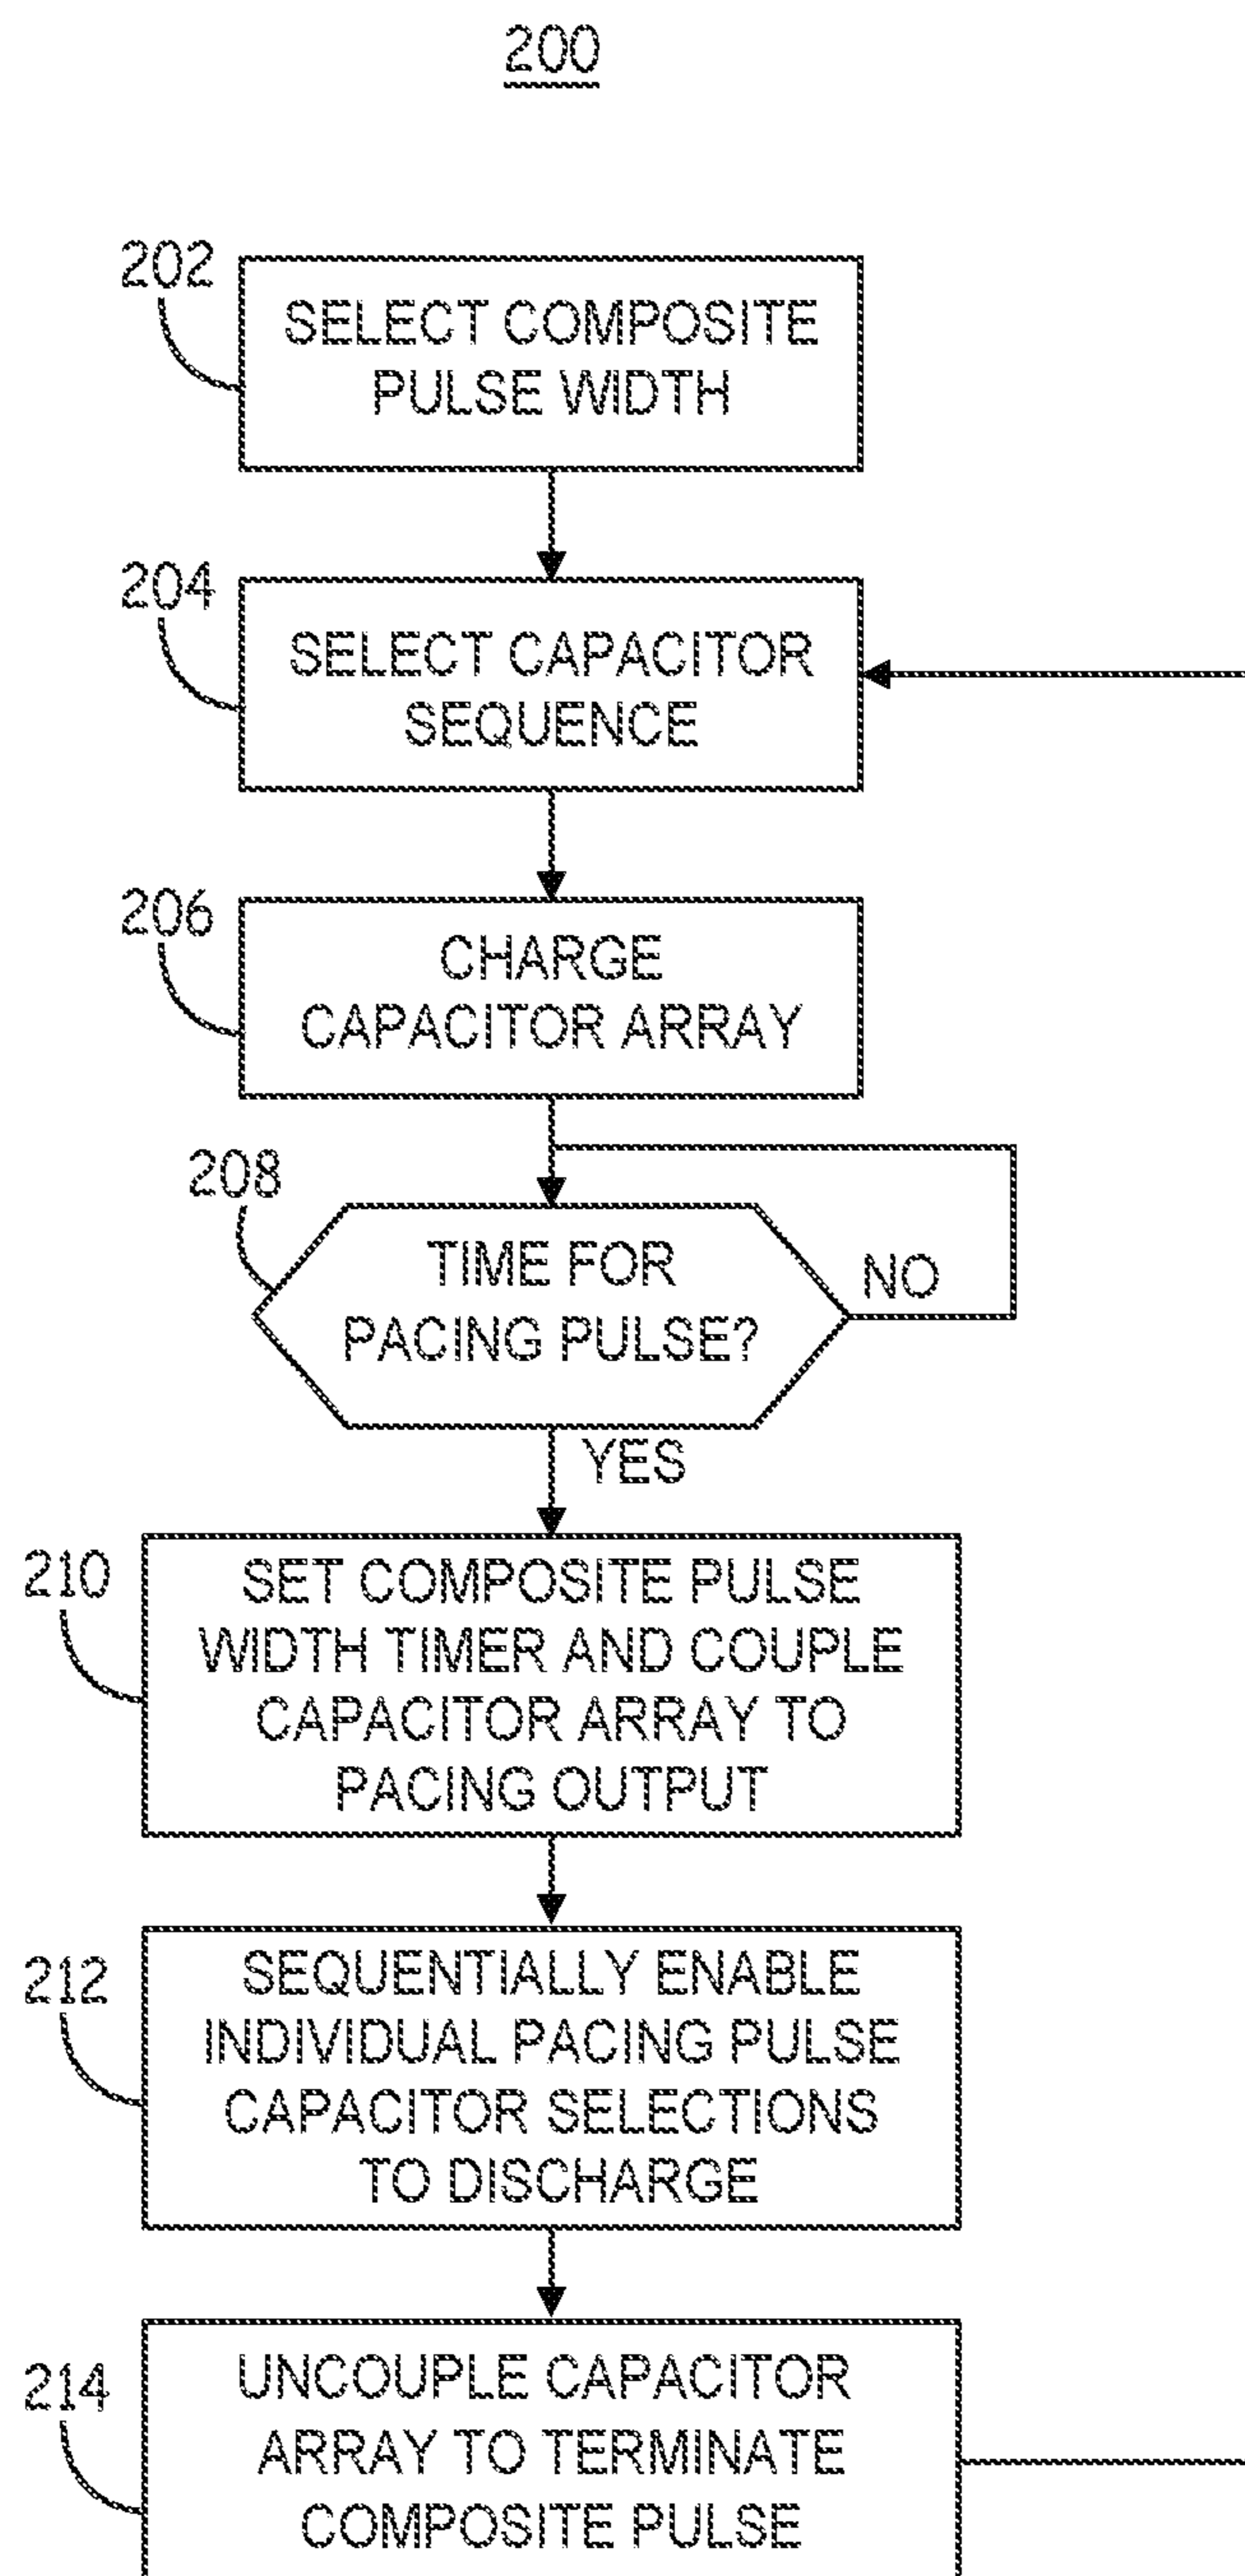 200
202
SELECT COMPOSITE
PULSE WIDTH
204
SELECT CAPACITOR
SEQUENCE
206
CHARGE
CAPACITOR ARRAY
208
TIME FOR
PACING PULSE?
NO
YES
210
SET COMPOSITE PULSE
WIDTH TIMER AND COUPLE
CAPACITOR ARRAY TO
PACING OUTPUT
212
SEQUENTIALLY ENABLE
INDIVIDUAL PACING PULSE
CAPACITOR SELECTIONS
TO DISCHARGE
214
UNCOUPLE CAPACITOR
ARRAY TO TERMINATE
COMPOSITE PULSE